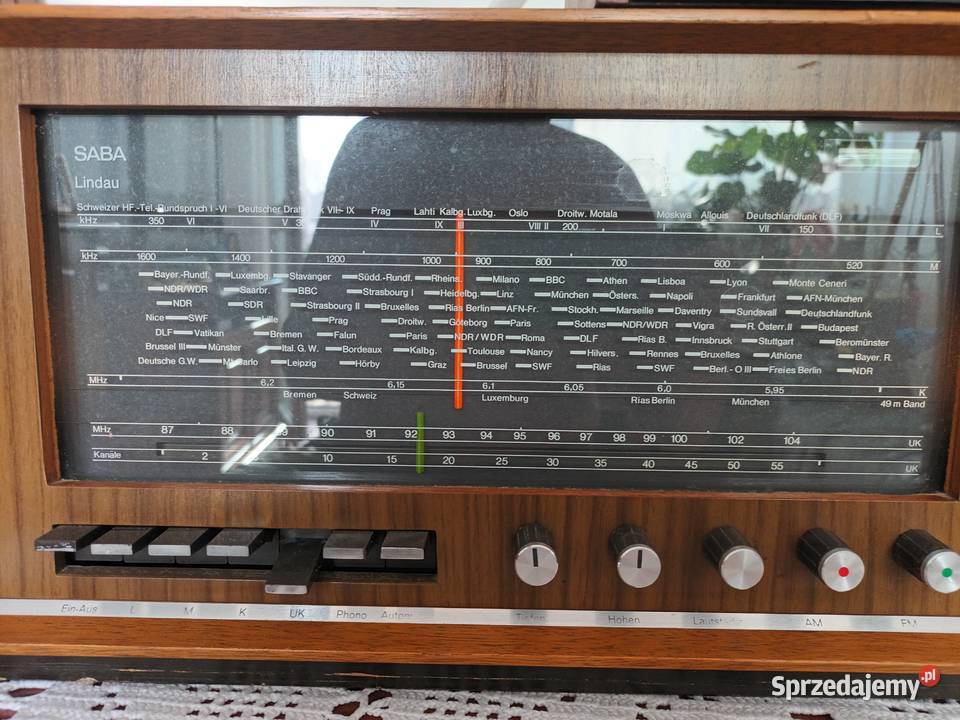 SABA
Lindau
Schweizer HF.-Tel.-Rundspruch I-VI Deutscher VII-IX Prag Lahti Kalbg. Luxbg. Oslo Droitw. Motala Moskwa Allouis Deutschlandfunk (DLF)
kHz 350 VI V IV IX III VIII II 200 VII 150 L
kHz 1600 1400 1200 1000 900 800 700 600 520 M
Bayer.-Rundf. Luxembg. Stavanger Südd.-Rundf. Rheins. Milano BBC Athen Lisboa Lyon Monte Ceneri
NDR/WDR Saarbr. BBC Strasbourg I Heidelbg. Linz München Östers. Napoli Frankfurt AFN-München
NDR SDR Strasbourg II Bruxelles Rias Berlin AFN-Fr. Stockh. Marseille Daventry Sundsvall Deutschlandfunk
Nice SWF Lille Prag Droitw. Göteborg Paris Sottens NDR/WDR Vigra R. Österr. II Budapest
DLF Vatikan Bremen Falun Paris NDR/WDR Roma DLF Rias B. Innsbruck Stuttgart Beromünster
Brussel III Münster Ital. G.W. Bordeaux Kalbg. Toulouse Nancy Hilvers. Rennes Bruxelles Athlone Bayer. R.
Deutsche G.W Mt. Carlo Leipzig Hörby Graz Brussel SWF Rias SWF Berl.-O III Freies Berlin NDR
MHz 6,2 6,15 6,1 6,05 6,0 5,95 K
Bremen Schweiz Luxemburg Rias Berlin München 49 m Band
MHz 87 88 89 90 91 92 93 94 95 96 97 98 99 100 102 104 UK
Kanäle 2 10 15 20 25 30 35 40 45 50 55 UK
Ein-Aus L M K UK Phono Autom. Höhen AM FM
Sprzedajemy.pl